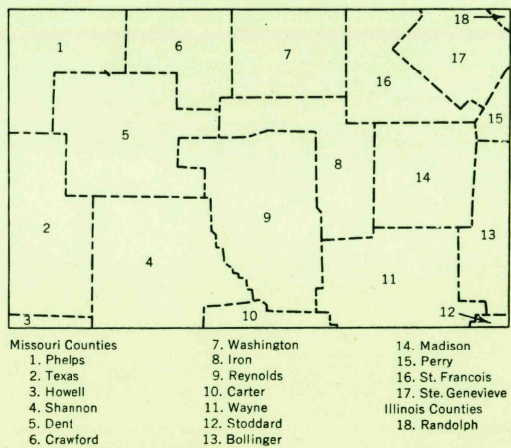 18
1
6
7
17
16
15
5
8
14
2
9
13
4
11
10
12
3
Missouri Counties
1. Phelps
2. Texas
3. Howell
4. Shannon
5. Dent
6. Crawford
7. Washington
8. Iron
9. Reynolds
10. Carter
11. Wayne
12. Stoddard
13. Bollinger
14. Madison
15. Perry
16. St. Francois
17. Ste. Genevieve
Illinois Counties
18. Randolph